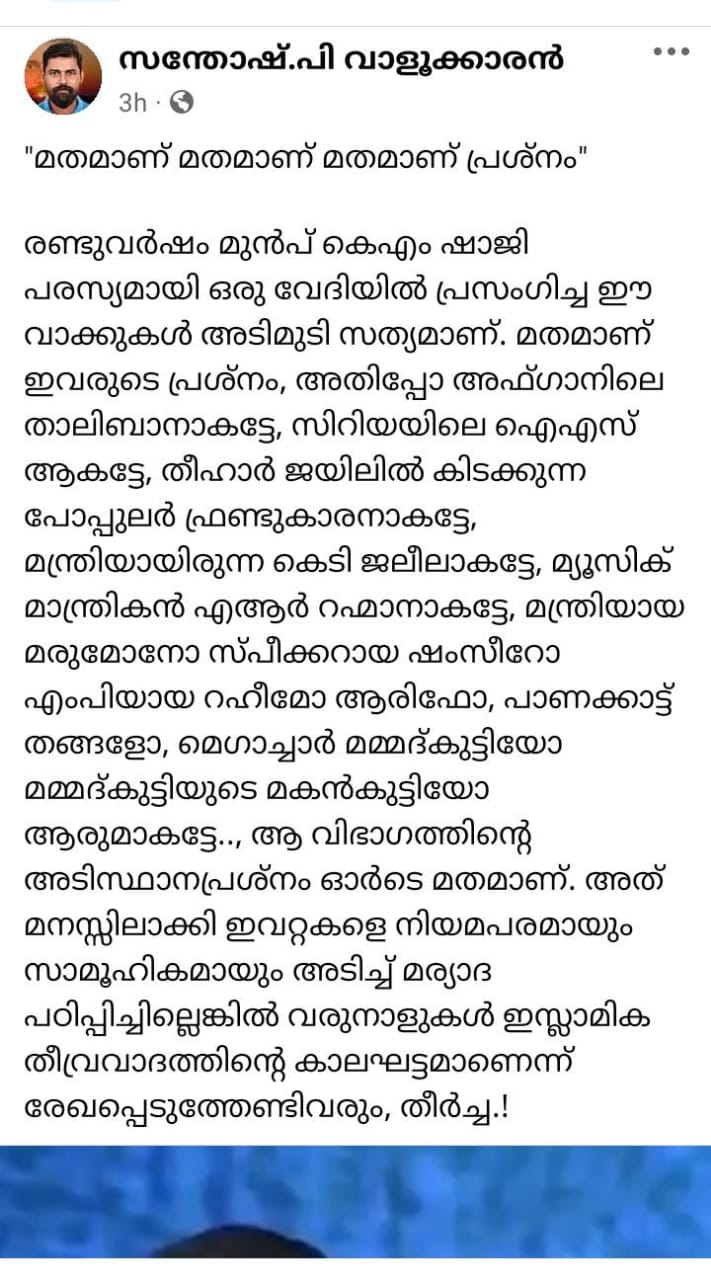 സന്തോഷ്.പി വാളൂക്കാരൻ
3h ·
"മതമാണ് മതമാണ് മതമാണ് പ്രശ്നം"
രണ്ടുവർഷം മുൻപ് കെഎം ഷാജി
പരസ്യമായി ഒരു വേദിയിൽ പ്രസംഗിച്ച ഈ
വാക്കുകൾ അടിമുടി സത്യമാണ്. മതമാണ്
ഇവരുടെ പ്രശ്നം, അതിപ്പോ അഫ്ഗാനിലെ
താലിബാനാകട്ടേ, സിറിയയിലെ ഐഎസ്
ആകട്ടേ, തീഹാർ ജയിലിൽ കിടക്കുന്ന
പോപ്പുലർ ഫ്രണ്ടുകാരനാകട്ടേ,
മന്ത്രിയായിരുന്ന കെടി ജലീലാകട്ടേ, മ്യൂസിക്
മാന്ത്രികൻ എആർ റഹ്മാനാകട്ടേ, മന്ത്രിയായ
മരുമോനോ സ്പീക്കറായ ഷംസീറോ
എംപിയായ റഹീമോ ആരിഫോ, പാണക്കാട്ട്
തങ്ങളോ, മെഗാച്ചാർ മമ്മദ്കുട്ടിയോ
മമ്മദ്കുട്ടിയുടെ മകൻകുട്ടിയോ
ആരുമാകട്ടേ.., ആ വിഭാഗത്തിന്റെ
അടിസ്ഥാനപ്രശ്നം ഓർടെ മതമാണ്. അത്
മനസ്സിലാക്കി ഇവറ്റകളെ നിയമപരമായും
സാമൂഹികമായും അടിച്ച് മര്യാദ
പഠിപ്പിച്ചില്ലെങ്കിൽ വരുനാളുകൾ ഇസ്ലാമിക
തീവ്രവാദത്തിന്റെ കാലഘട്ടമാണെന്ന്
രേഖപ്പെടുത്തേണ്ടിവരും, തീർച്ച.!